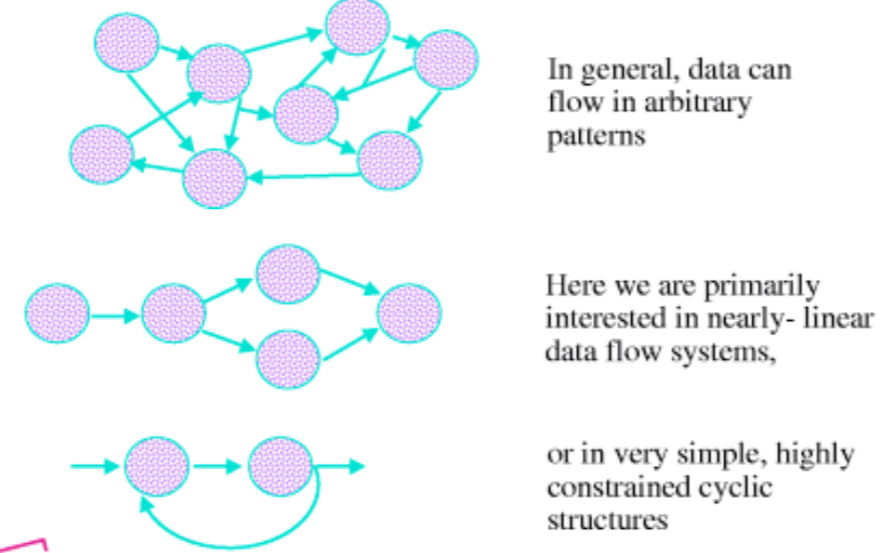 In general, data can
flow in arbitrary
patterns
Here we are primarily
interested in nearly- linear
data flow systems,
or in very simple, highly
constrained cyclic
structures